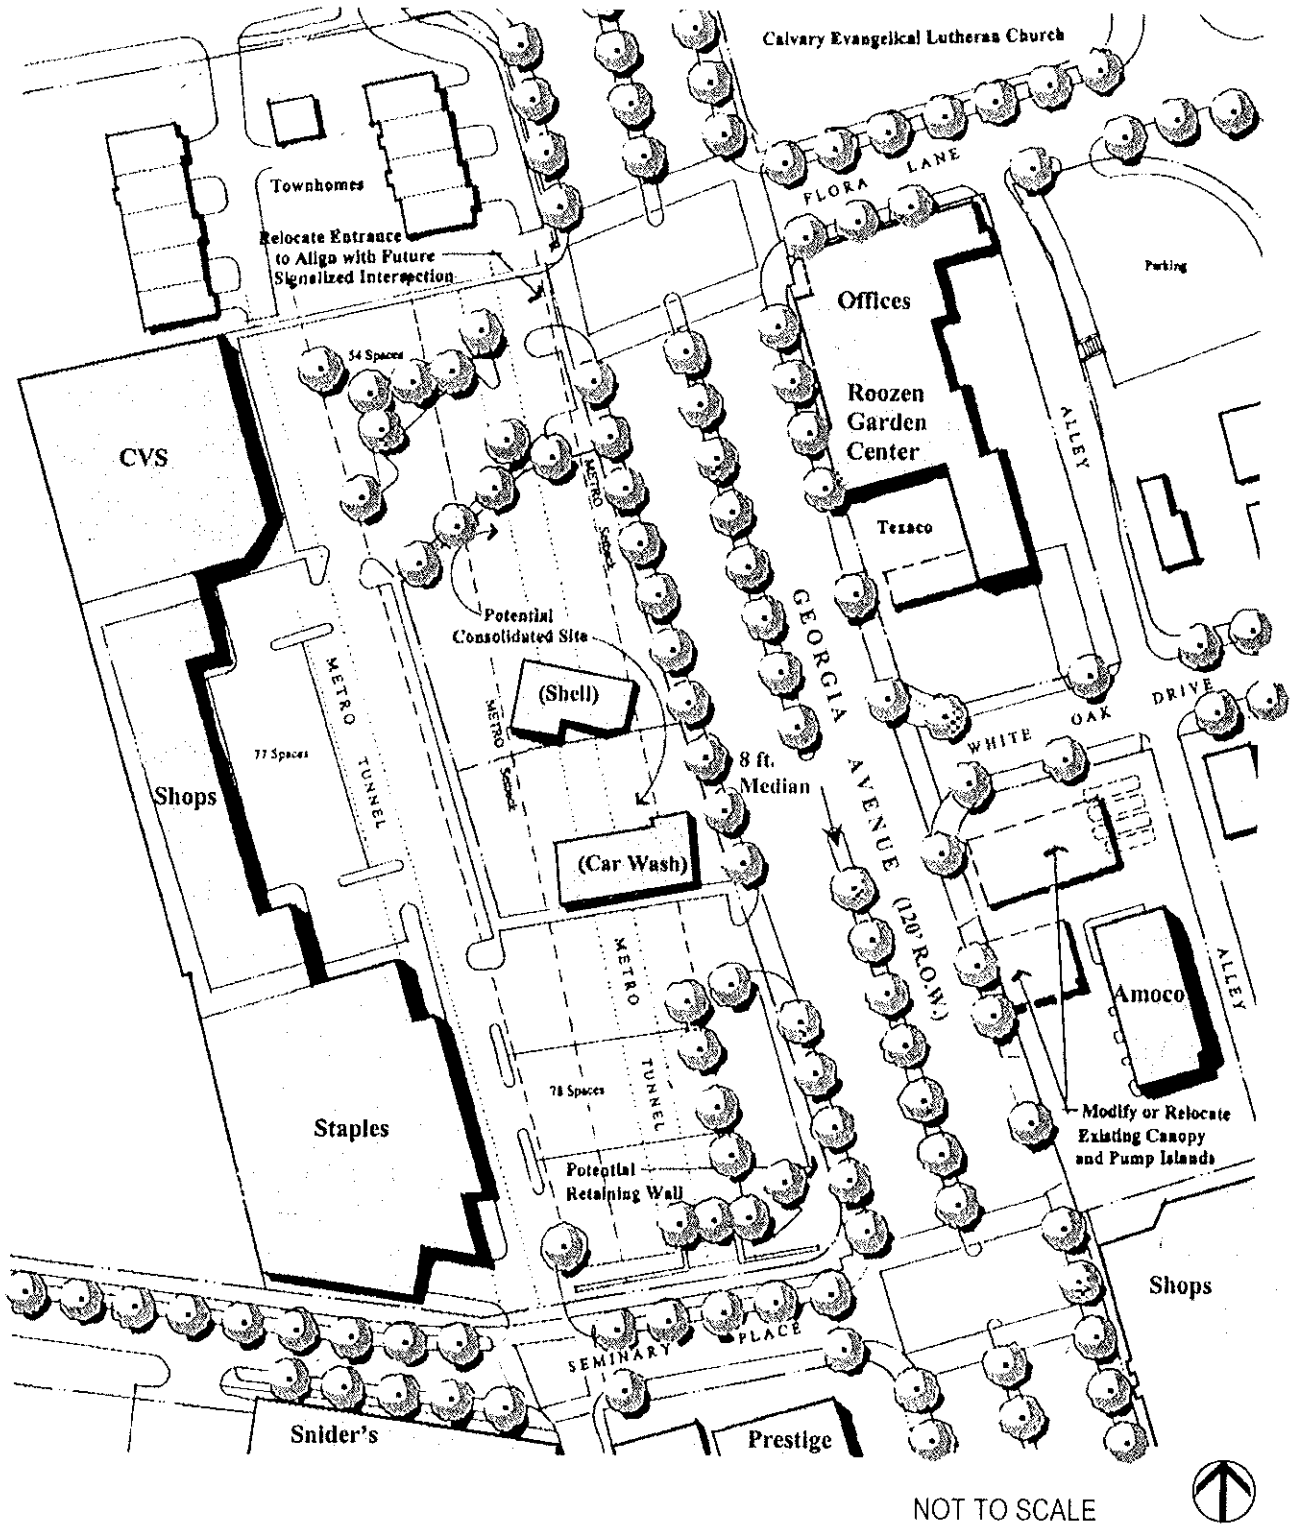 Calvary Evangelical Lutheran Church
FLORA LANE
Townhomes
Relocate Entrance
to Align with Future
Signalized Intersection
Parking
Offices
54 Spaces
Roozen
Garden
Center
ALLEY
CVS
METRO
Setback
Texaco
Potential
Consolidated Site
GEORGIA AVENUE (120' R.O.W.)
METRO TUNNEL
(Shell)
METRO
Setback
WHITE OAK DRIVE
77 Spaces
8 ft.
Median
Shops
(Car Wash)
METRO TUNNEL
ALLEY
Amoco
78 Spaces
Staples
Modify or Relocate
Existing Canopy
and Pump Islands
Potential
Retaining Wall
Shops
SEMINARY PLACE
Snider's
Prestige
NOT TO SCALE